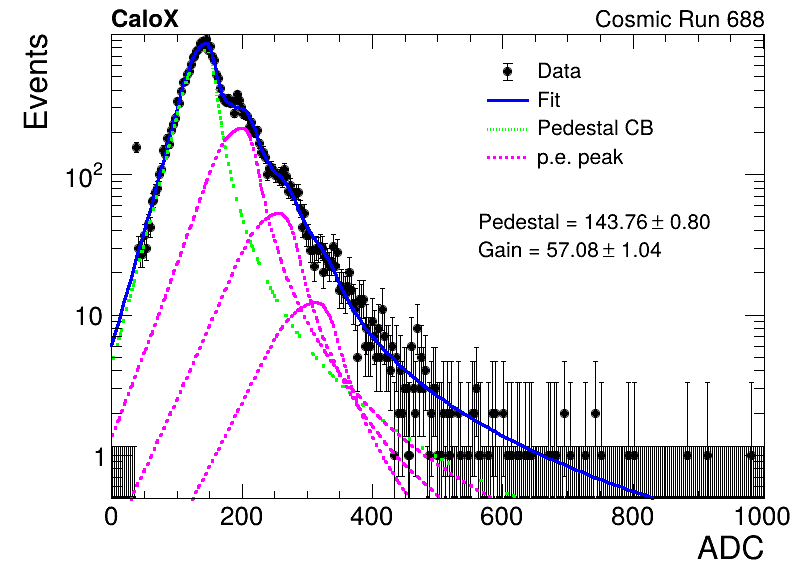 CaloX Cosmic Run 688
Events
Data
Fit
Pedestal CB
p.e. peak
Pedestal = 143.76 ± 0.80
Gain = 57.08 ± 1.04
10²
10
1
0 200 400 600 800 1000
ADC